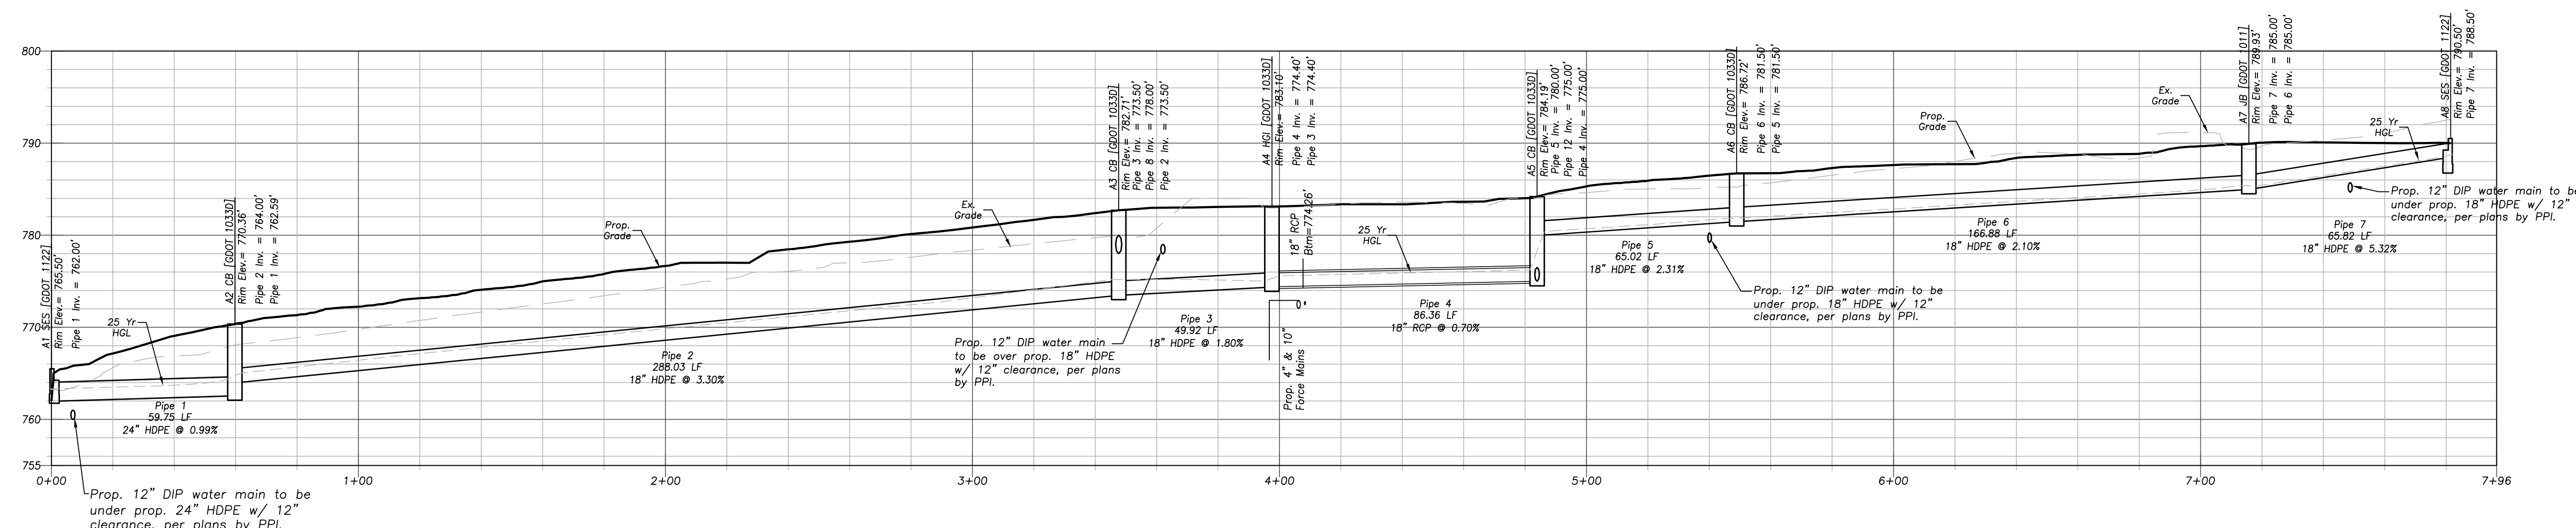 800
790
780
770
760
755
0+00
1+00
2+00
3+00
4+00
5+00
6+00
7+00
7+96
A1 SES [GDOT 1122]
Rim Elev.= 765.50'
Pipe 1 Inv. = 762.00'
25 Yr
HGL
Pipe 1
59.75 LF
24" HDPE @ 0.99%
Prop. 12" DIP water main to be
under prop. 24" HDPE w/ 12"
clearance, per plans by PPI.
A2 CB [GDOT 1033D]
Rim Elev.= 770.36'
Pipe 2 Inv. = 764.00'
Pipe 1 Inv. = 762.59'
Prop.
Grade
Pipe 2
288.03 LF
18" HDPE @ 3.30%
Ex.
Grade
A3 CB [GDOT 1033D]
Rim Elev.= 782.71'
Pipe 3 Inv. = 773.50'
Pipe 8 Inv. = 778.00'
Pipe 2 Inv. = 773.50'
Prop. 12" DIP water main
to be over prop. 18" HDPE
w/ 12" clearance, per plans
by PPI.
Pipe 3
49.92 LF
18" HDPE @ 1.80%
A4 HGI [GDOT 1033D]
Rim Elev.= 783.10'
Pipe 4 Inv. = 774.40'
Pipe 3 Inv. = 774.40'
18" RCP
Btm=774.26'
Prop. 4" & 10"
Force Mains
25 Yr
HGL
Pipe 4
86.36 LF
18" RCP @ 0.70%
A5 CB [GDOT 1033D]
Rim Elev.= 784.19'
Pipe 5 Inv. = 780.00'
Pipe 12 Inv. = 775.00'
Pipe 4 Inv. = 775.00'
Pipe 5
65.02 LF
18" HDPE @ 2.31%
A6 CB [GDOT 1033D]
Rim Elev.= 786.72'
Pipe 6 Inv. = 781.50'
Pipe 5 Inv. = 781.50'
Prop. 12" DIP water main to be
under prop. 18" HDPE w/ 12"
clearance, per plans by PPI.
Prop.
Grade
Pipe 6
166.88 LF
18" HDPE @ 2.10%
Ex.
Grade
A7 JB [GDOT 1011]
Rim Elev.= 789.93'
Pipe 7 Inv. = 785.00'
Pipe 6 Inv. = 785.00'
25 Yr
HGL
Pipe 7
65.82 LF
18" HDPE @ 5.32%
A8 SES [GDOT 1122]
Rim Elev.= 790.50'
Pipe 7 Inv. = 788.50'
Prop. 12" DIP water main to be
under prop. 18" HDPE w/ 12"
clearance, per plans by PPI.